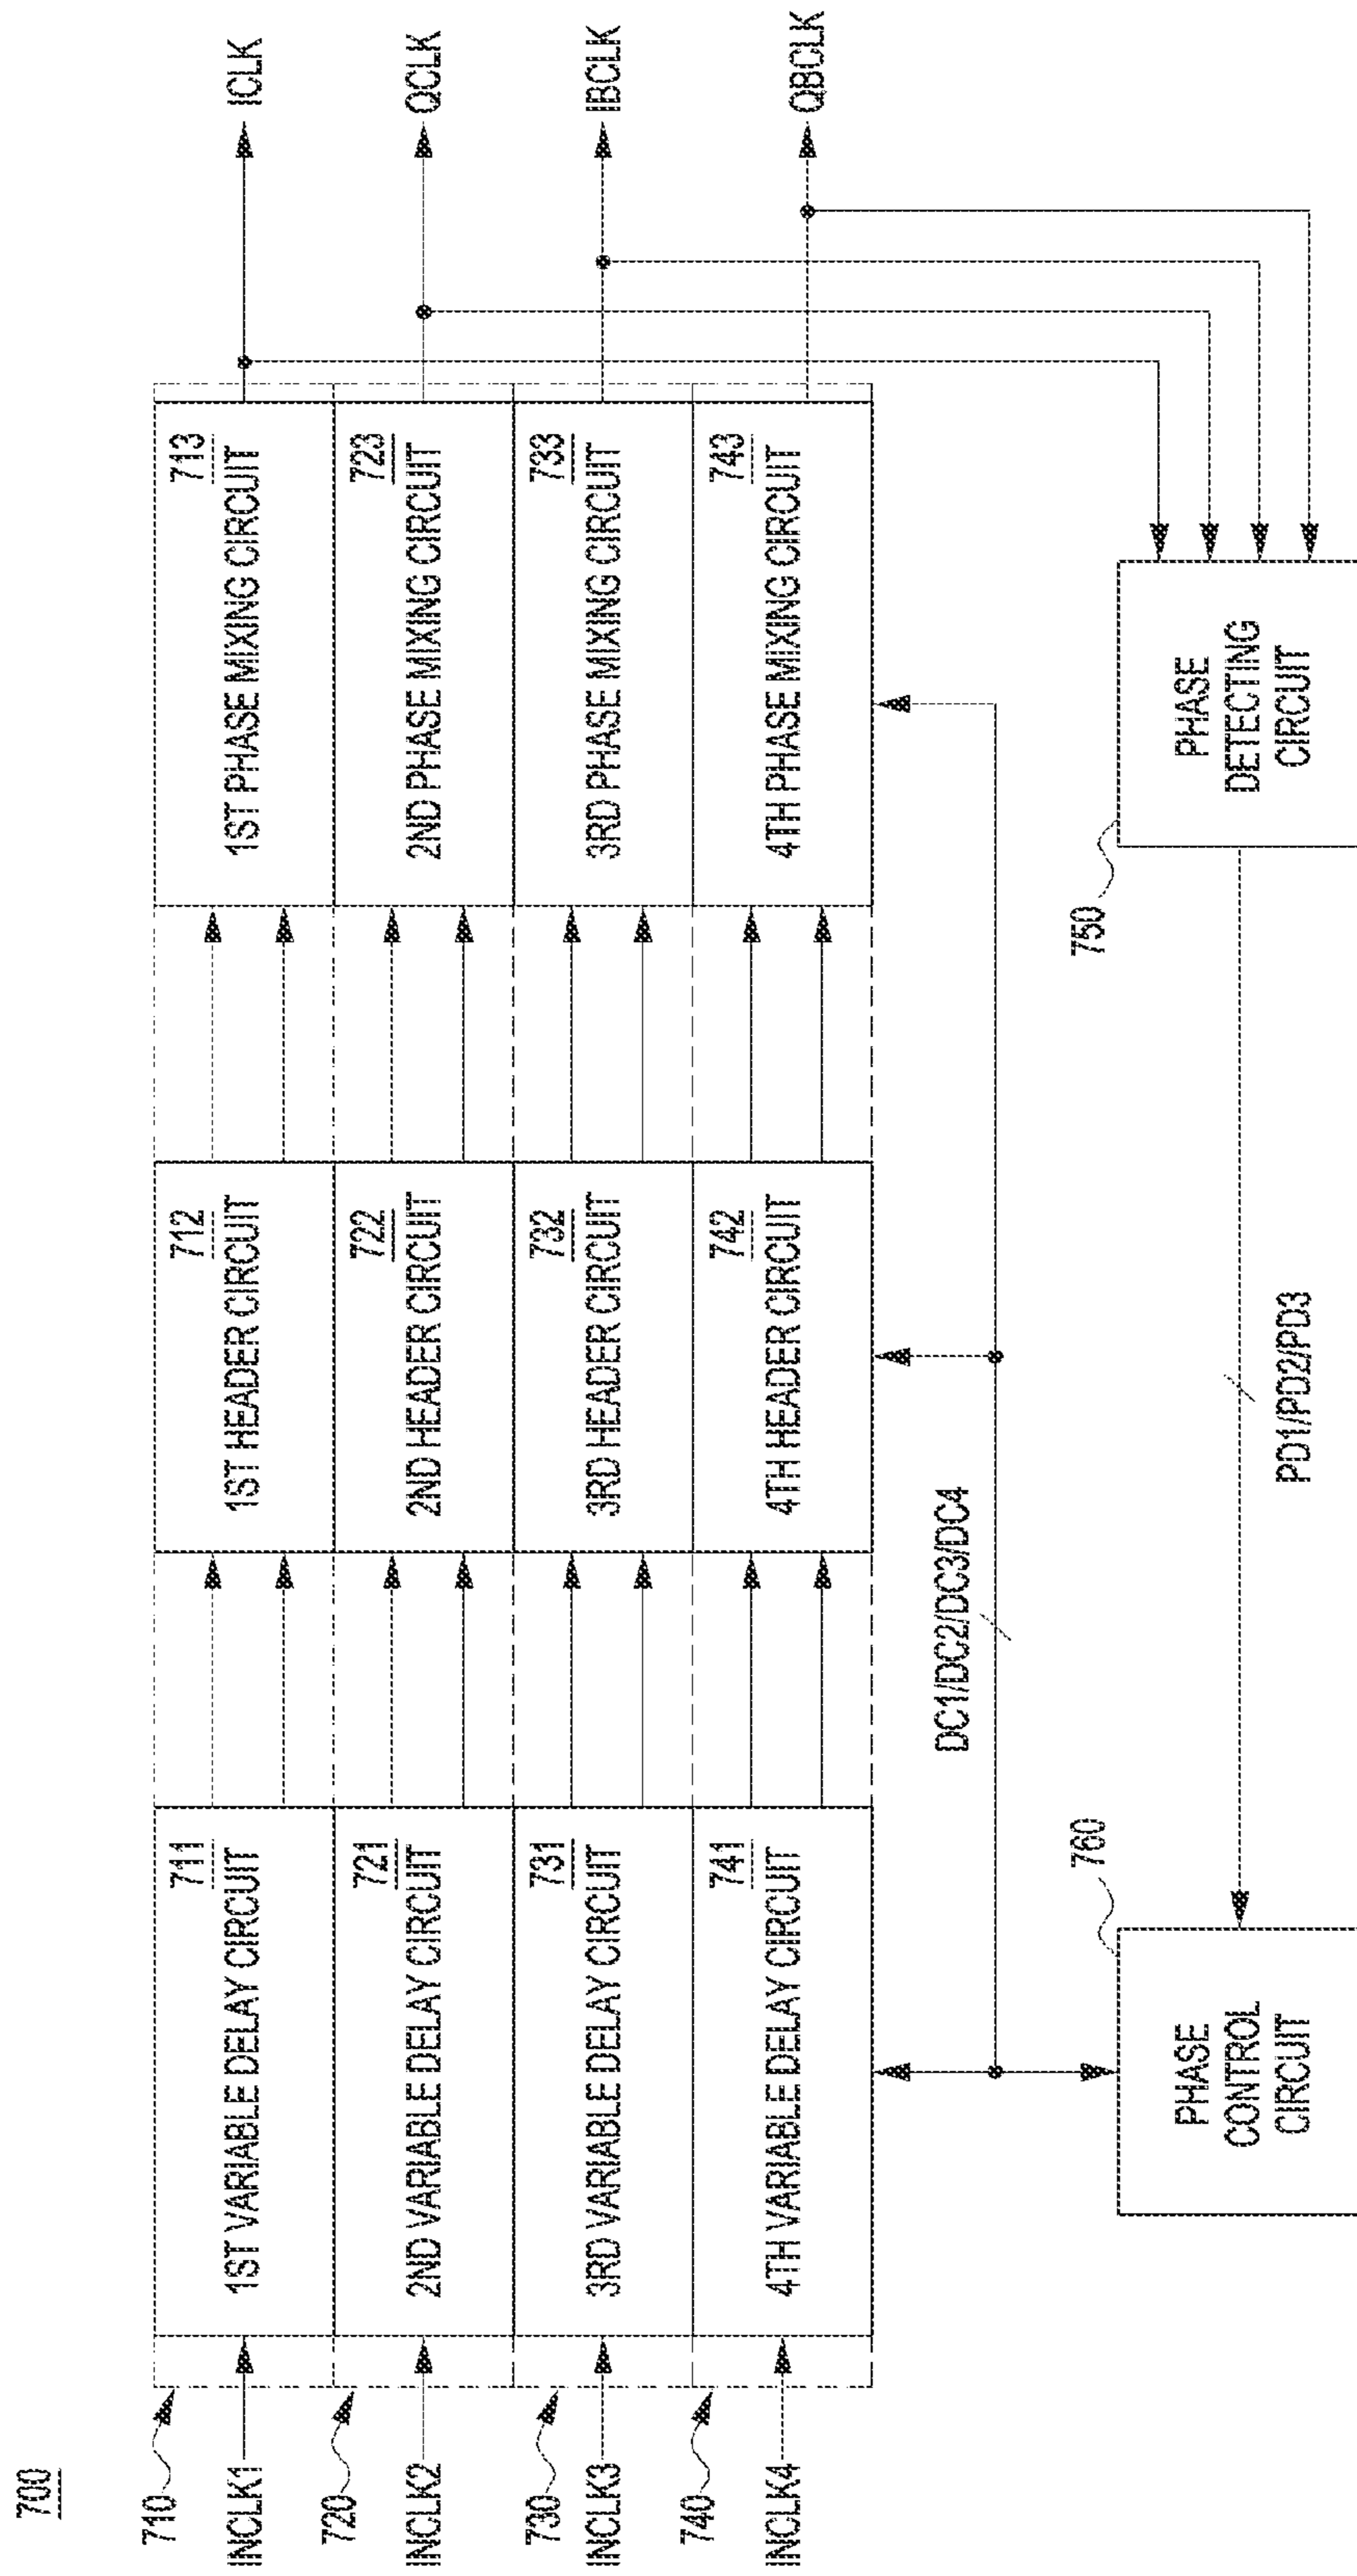 700
710
INCLK1
711
1ST VARIABLE DELAY CIRCUIT
712
1ST HEADER CIRCUIT
713
1ST PHASE MIXING CIRCUIT
ICLK
720
INCLK2
721
2ND VARIABLE DELAY CIRCUIT
722
2ND HEADER CIRCUIT
723
2ND PHASE MIXING CIRCUIT
QCLK
730
INCLK3
731
3RD VARIABLE DELAY CIRCUIT
732
3RD HEADER CIRCUIT
733
3RD PHASE MIXING CIRCUIT
IBCLK
740
INCLK4
741
4TH VARIABLE DELAY CIRCUIT
742
4TH HEADER CIRCUIT
743
4TH PHASE MIXING CIRCUIT
QBCLK
DC1/DC2/DC3/DC4
760
PHASE
CONTROL
CIRCUIT
PD1/PD2/PD3
750
PHASE
DETECTING
CIRCUIT